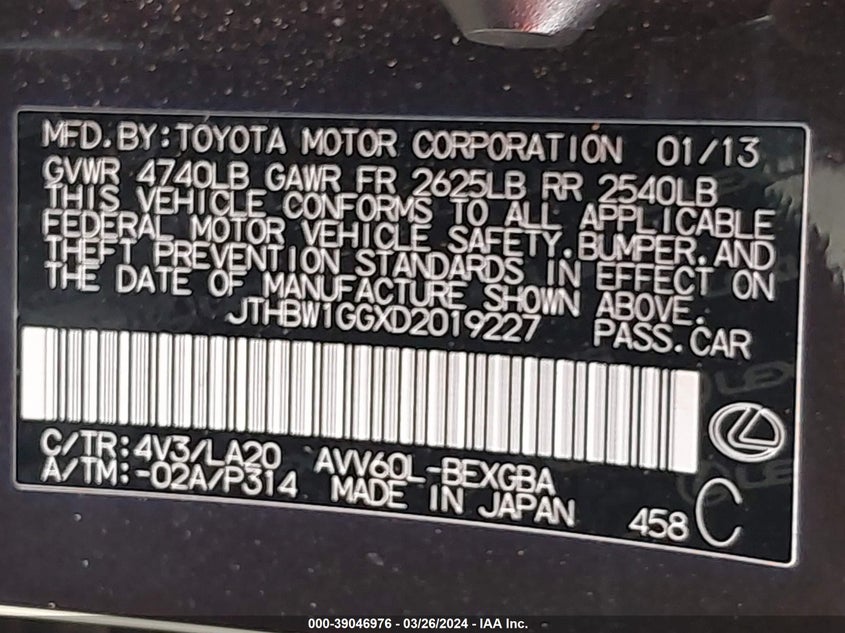 MFD. BY: TOYOTA MOTOR CORPORATION 01/13
GVWR 4740LB GAWR FR 2625LB RR 2540LB
THIS VEHICLE CONFORMS TO ALL APPLICABLE
FEDERAL MOTOR VEHICLE SAFETY, BUMPER, AND
THEFT PREVENTION STANDARDS IN EFFECT ON
THE DATE OF MANUFACTURE SHOWN ABOVE.
JTHBW1GGXD2019227 PASS. CAR
C/TR: 4V3/LA20 AVV60L-BEXGBA
A/TM: -02A/P314 MADE IN JAPAN 458 C
000-39046976 - 03/26/2024 - IAA Inc.